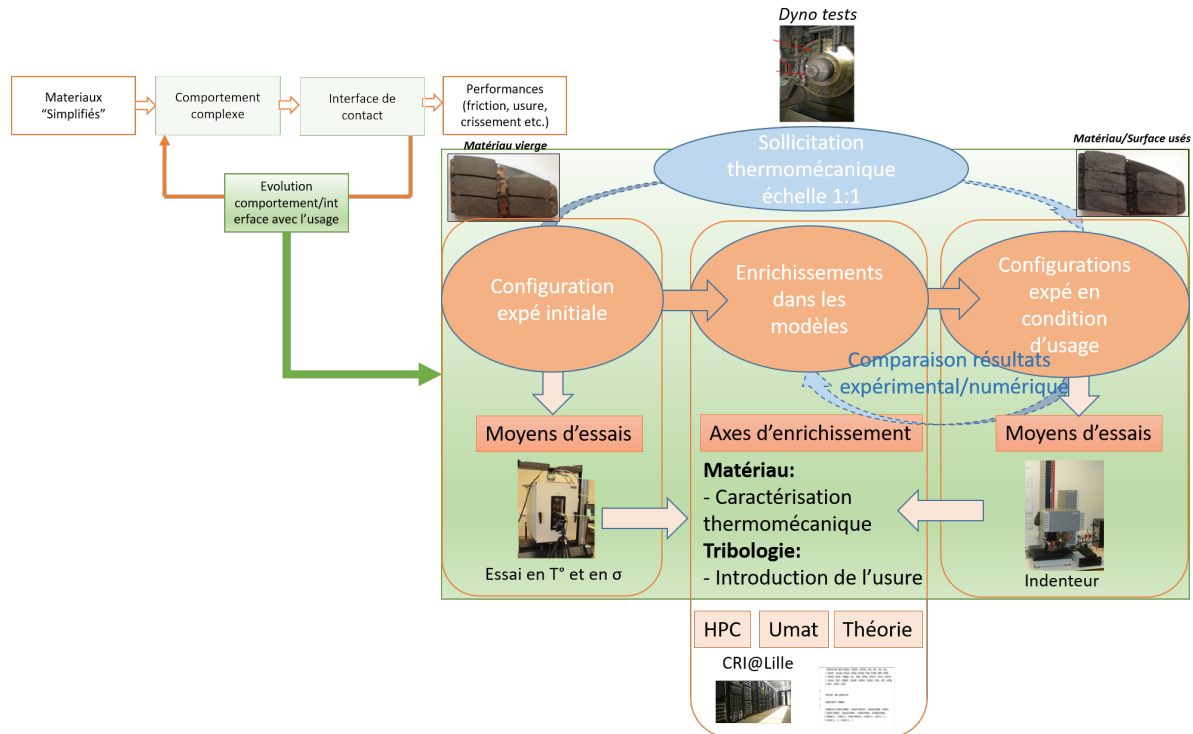 Dyno tests
Materiaux
“Simplifiés”
Comportement
complexe
Interface de
contact
Performances
(friction, usure,
crissement etc.)
Matériau vierge
Matériau/Surface usés
Sollicitation
thermomécanique
échelle 1:1
Evolution
comportement/int
erface avec l’usage
Configuration
expé initiale
Enrichissements
dans les
modèles
Configurations
expé en
condition
d’usage
Comparaison résultats
expérimental/numérique
Moyens d’essais
Axes d’enrichissement
Moyens d’essais
Matériau:
- Caractérisation
thermomécanique
Tribologie:
- Introduction de l’usure
Essai en T° et en σ
Indenteur
HPC
Umat
Théorie
CRI@Lille